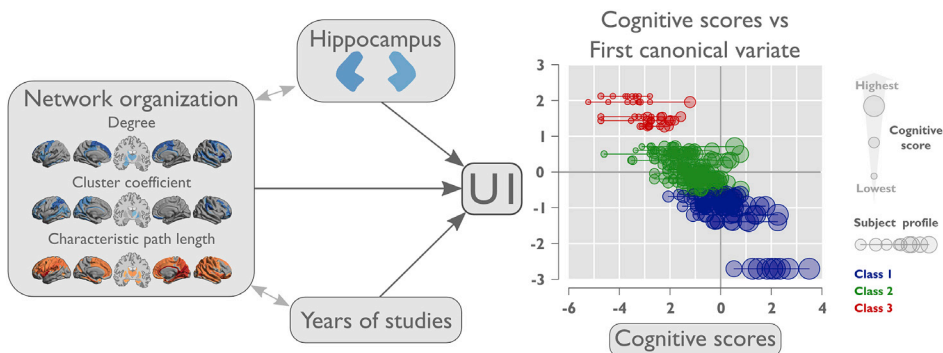 Hippocampus
Network organization
Degree
Cluster coefficient
Characteristic path length
UI
Years of studies
Cognitive scores vs
First canonical variate
3
2
1
0
-1
-2
-3
-6
-4
-2
0
2
4
Cognitive scores
Highest
Cognitive
score
Lowest
Subject profile
Class 1
Class 2
Class 3